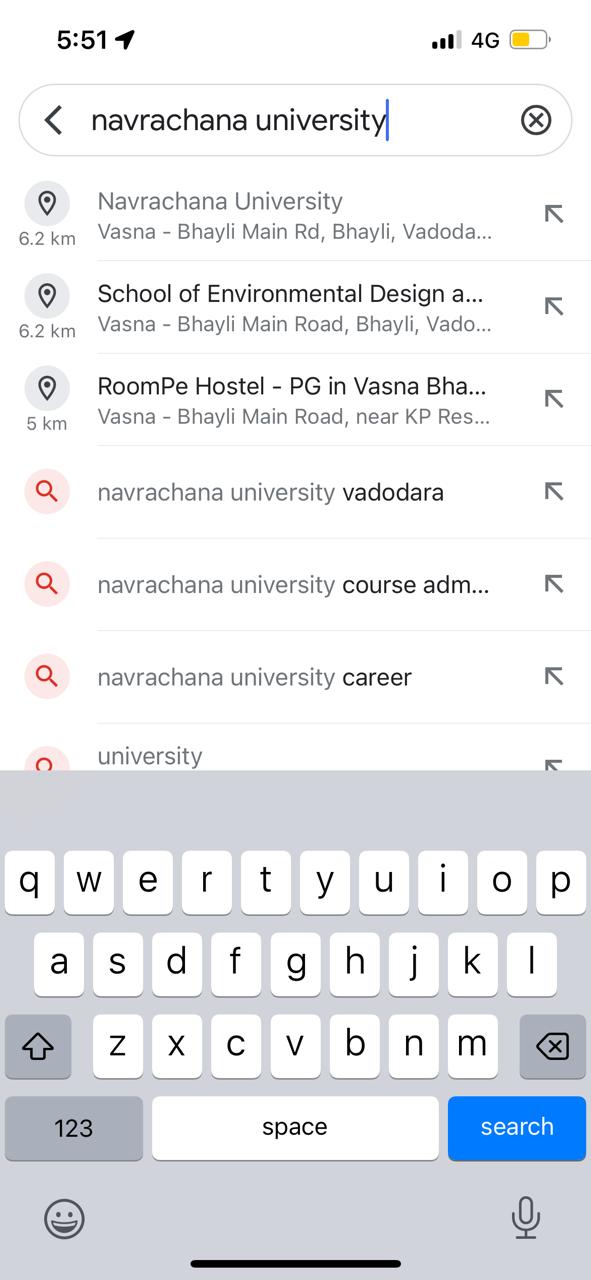 5:51 4G
navrachana university
Navrachana University
6.2 km Vasna - Bhayli Main Rd, Bhayli, Vadoda...
School of Environmental Design a...
6.2 km Vasna - Bhayli Main Road, Bhayli, Vado...
RoomPe Hostel - PG in Vasna Bha...
5 km Vasna - Bhayli Main Road, near KP Res...
navrachana university vadodara
navrachana university course adm...
navrachana university career
university
q w e r t y u i o p
a s d f g h j k l
z x c v b n m
123 space search